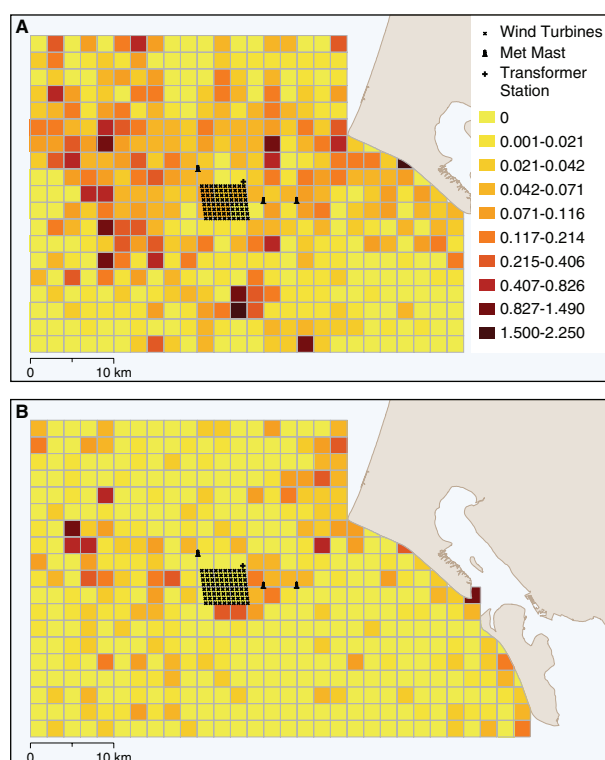 A
Wind Turbines
Met Mast
Transformer
Station
0
0.001-0.021
0.021-0.042
0.042-0.071
0.071-0.116
0.117-0.214
0.215-0.406
0.407-0.826
0.827-1.490
1.500-2.250
0 10 km
B
0 10 km